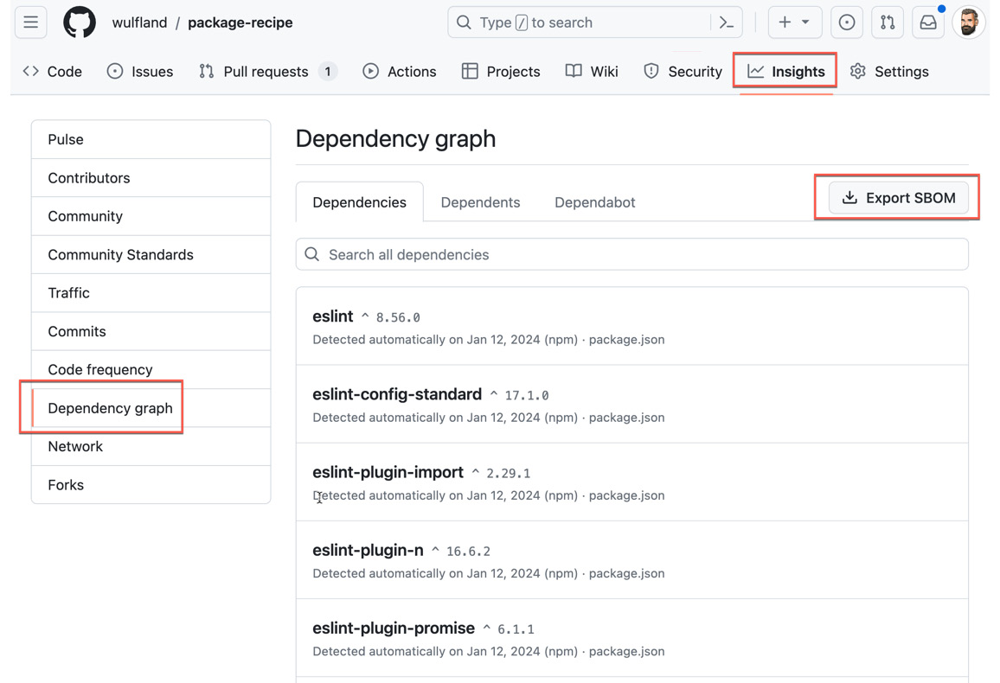 wulfland / package-recipe
Type / to search
Code Issues Pull requests 1 Actions Projects Wiki Security Insights Settings
Pulse
Contributors
Community
Community Standards
Traffic
Commits
Code frequency
Dependency graph
Network
Forks
Dependency graph
Dependencies Dependents Dependabot Export SBOM
Search all dependencies
eslint ^ 8.56.0
Detected automatically on Jan 12, 2024 (npm) · package.json
eslint-config-standard ^ 17.1.0
Detected automatically on Jan 12, 2024 (npm) · package.json
eslint-plugin-import ^ 2.29.1
Detected automatically on Jan 12, 2024 (npm) · package.json
eslint-plugin-n ^ 16.6.2
Detected automatically on Jan 12, 2024 (npm) · package.json
eslint-plugin-promise ^ 6.1.1
Detected automatically on Jan 12, 2024 (npm) · package.json